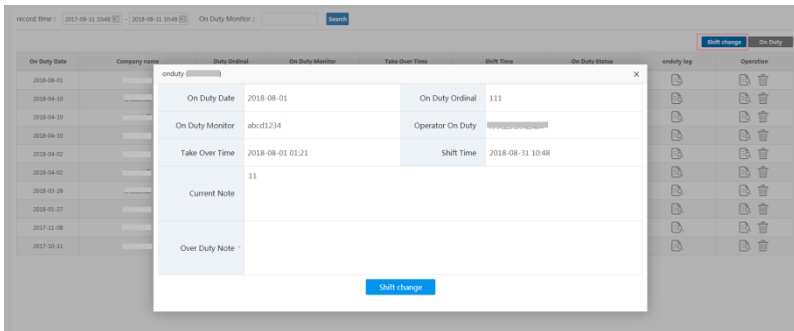 record time : 2017-08-31 10:48 - 2018-08-31 10:48 On Duty Monitor : Search
Shift change On Duty
On Duty Date Company name Duty Ordinal On Duty Monitor Take Over Time Shift Time On Duty Status onduty log Operation
2018-08-01
2018-04-10
2018-04-10
2018-04-10
2018-04-02
2018-04-02
2018-03-26
2018-01-27
2017-11-08
2017-10-11
onduty ( ) ×
On Duty Date 2018-08-01 On Duty Ordinal 111
On Duty Monitor abcd1234 Operator On Duty
Take Over Time 2018-08-01 01:21 Shift Time 2018-08-31 10:48
Current Note 11
Over Duty Note *
Shift change